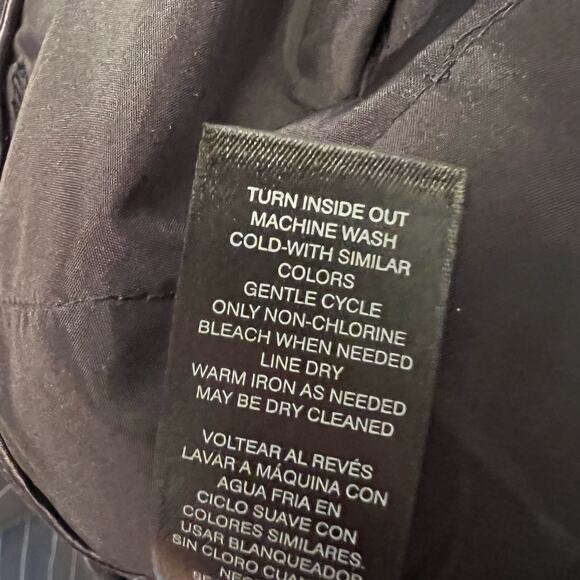 TURN INSIDE OUT
MACHINE WASH
COLD-WITH SIMILAR
COLORS
GENTLE CYCLE
ONLY NON-CHLORINE
BLEACH WHEN NEEDED
LINE DRY
WARM IRON AS NEEDED
MAY BE DRY CLEANED
VOLTEAR AL REVÉS
LAVAR A MÁQUINA CON
AGUA FRIA EN
CICLO SUAVE CON
COLORES SIMILARES.
USAR BLANQUEADOR
SIN CLORO